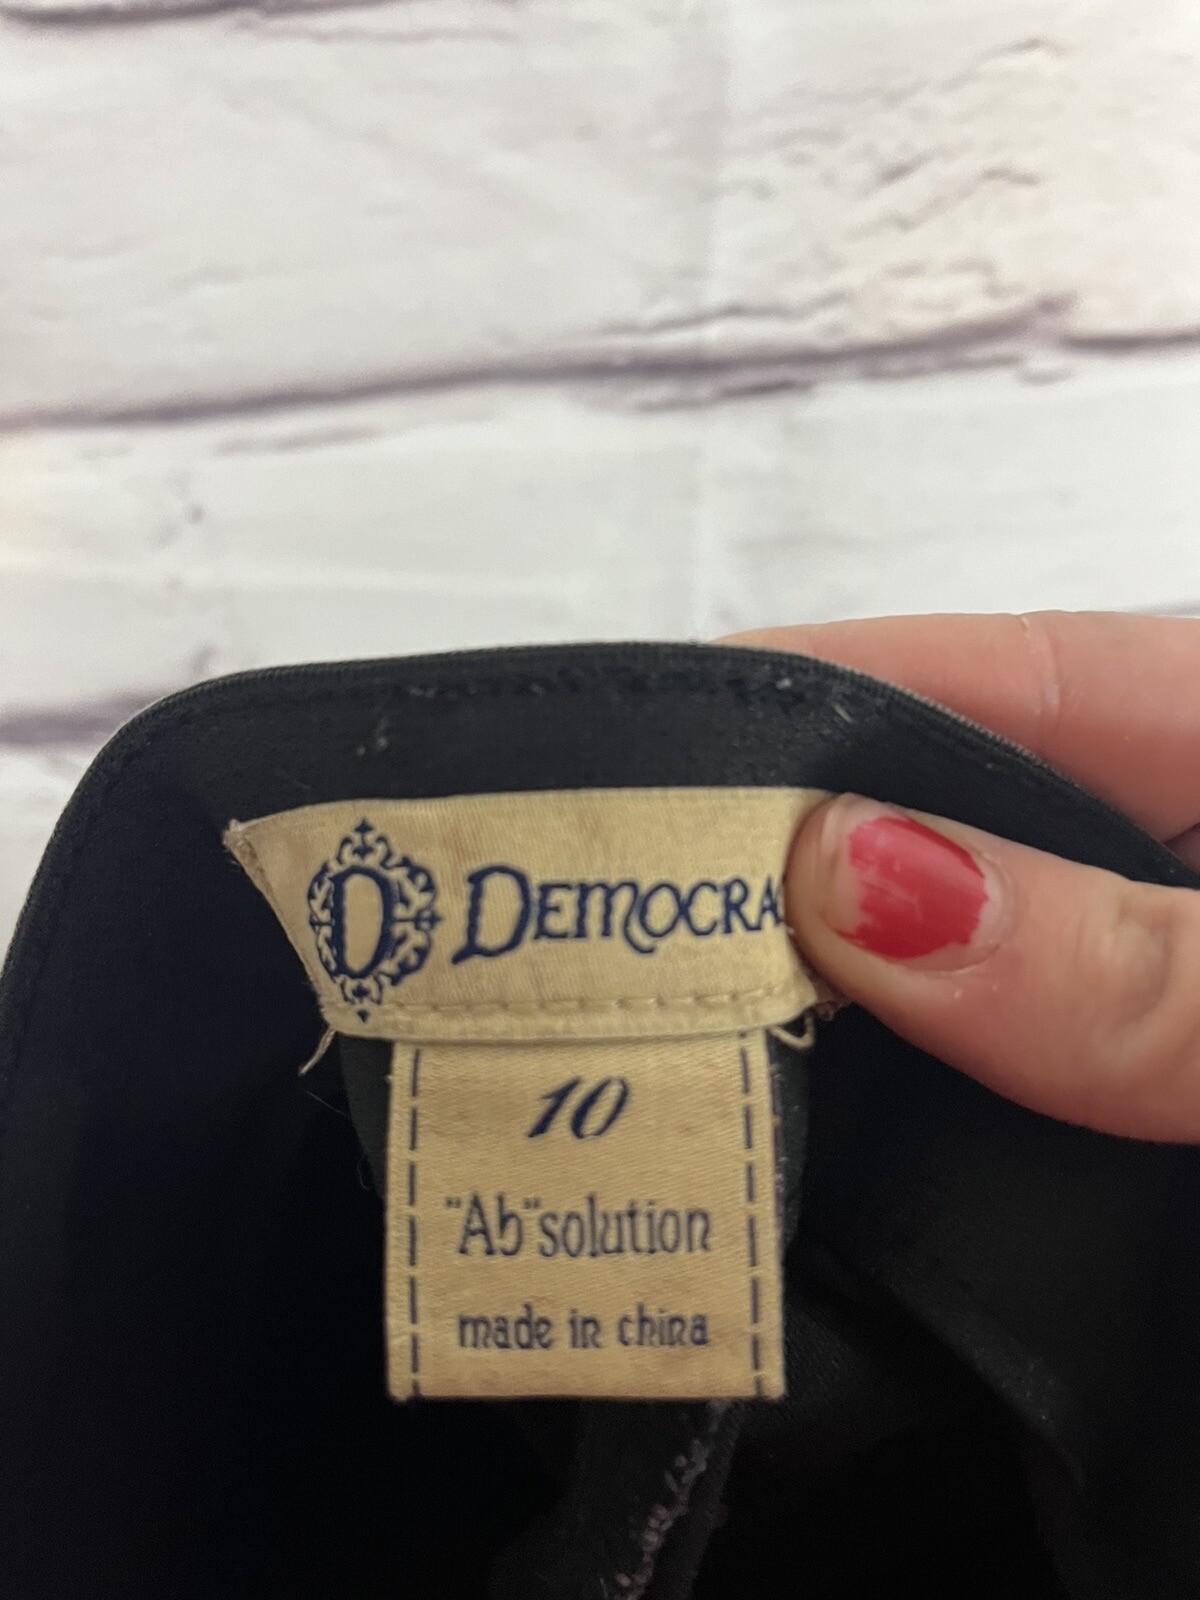 D DEMOCRA
10
"Ab"solution
made in china